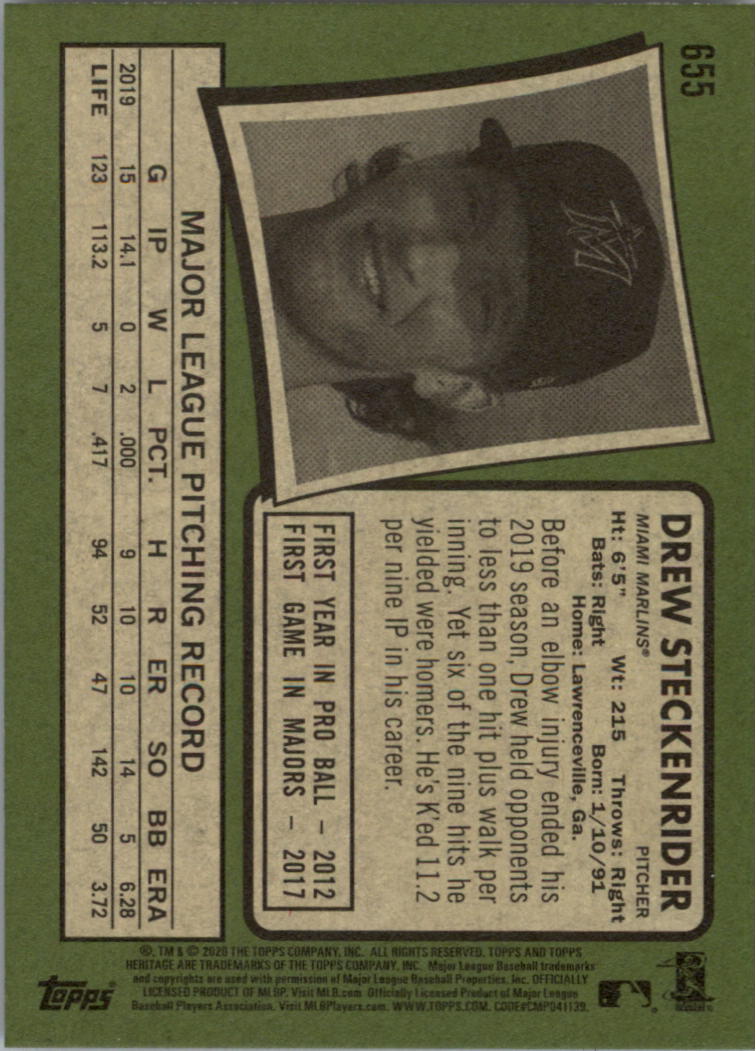 655
DREW STECKENRIDER
MIAMI MARLINS® PITCHER
Ht: 6'5" Wt: 215 Throws: Right
Bats: Right Born: 1/10/91
Home: Lawrenceville, Ga.
Before an elbow injury ended his
2019 season, Drew held opponents
to less than one hit plus walk per
inning. Yet six of the nine hits he
yielded were homers. He's K'ed 11.2
per nine IP in his career.
FIRST YEAR IN PRO BALL – 2012
FIRST GAME IN MAJORS – 2017
MAJOR LEAGUE PITCHING RECORD
G IP W L PCT. H R ER SO BB ERA
2019 15 14.1 0 2 .000 9 10 10 14 5 6.28
LIFE 123 113.2 5 7 .417 94 52 47 142 50 3.72
®, TM & © 2020 THE TOPPS COMPANY, INC. ALL RIGHTS RESERVED. TOPPS AND TOPPS
HERITAGE ARE TRADEMARKS OF THE TOPPS COMPANY, INC. Major League Baseball trademarks
and copyrights are used with permission of Major League Baseball Properties, Inc. OFFICIALLY
LICENSED PRODUCT OF MLBP. Visit MLB.com Officially Licensed Product of Major League
Baseball Players Association. Visit MLBPlayers.com. WWW.TOPPS.COM. CODE#CMP041139.
Topps